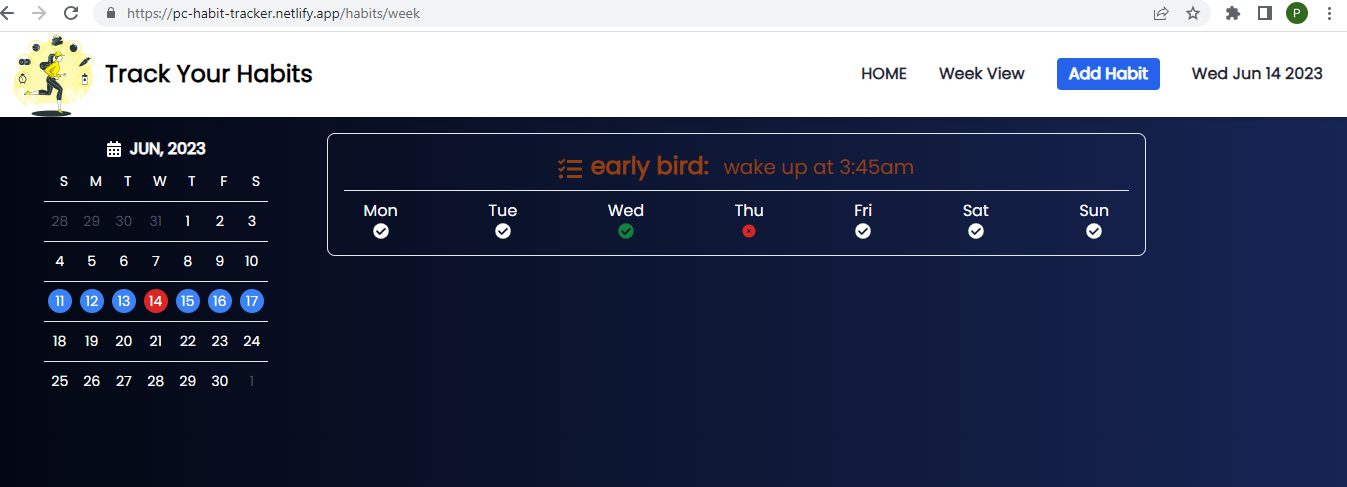 https://pc-habit-tracker.netlify.app/habits/week
P
Track Your Habits
HOME Week View Add Habit Wed Jun 14 2023
JUN, 2023
S M T W T F S
28 29 30 31 1 2 3
4 5 6 7 8 9 10
11 12 13 14 15 16 17
18 19 20 21 22 23 24
25 26 27 28 29 30 1
early bird: wake up at 3:45am
Mon Tue Wed Thu Fri Sat Sun